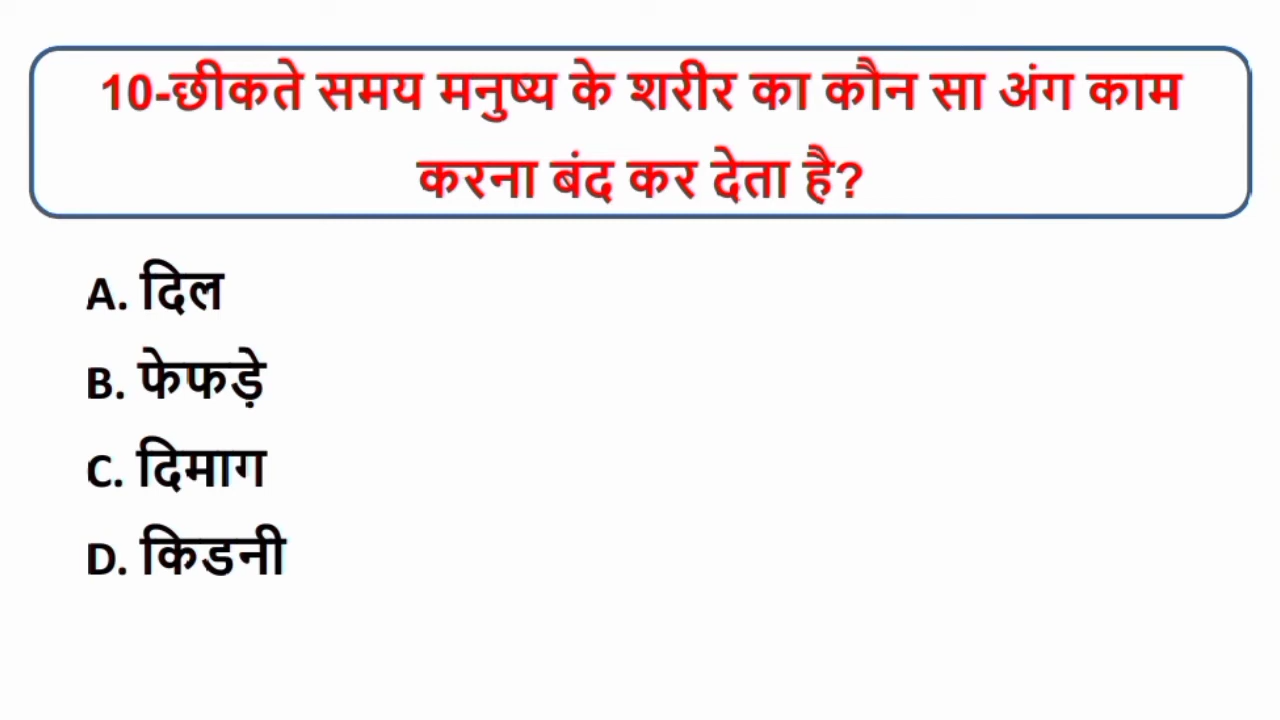 10-छीकते समय मनुष्य के शरीर का कौन सा अंग काम
करना बंद कर देता है?
A. दिल
B. फेफड़े
C. दिमाग
D. किडनी